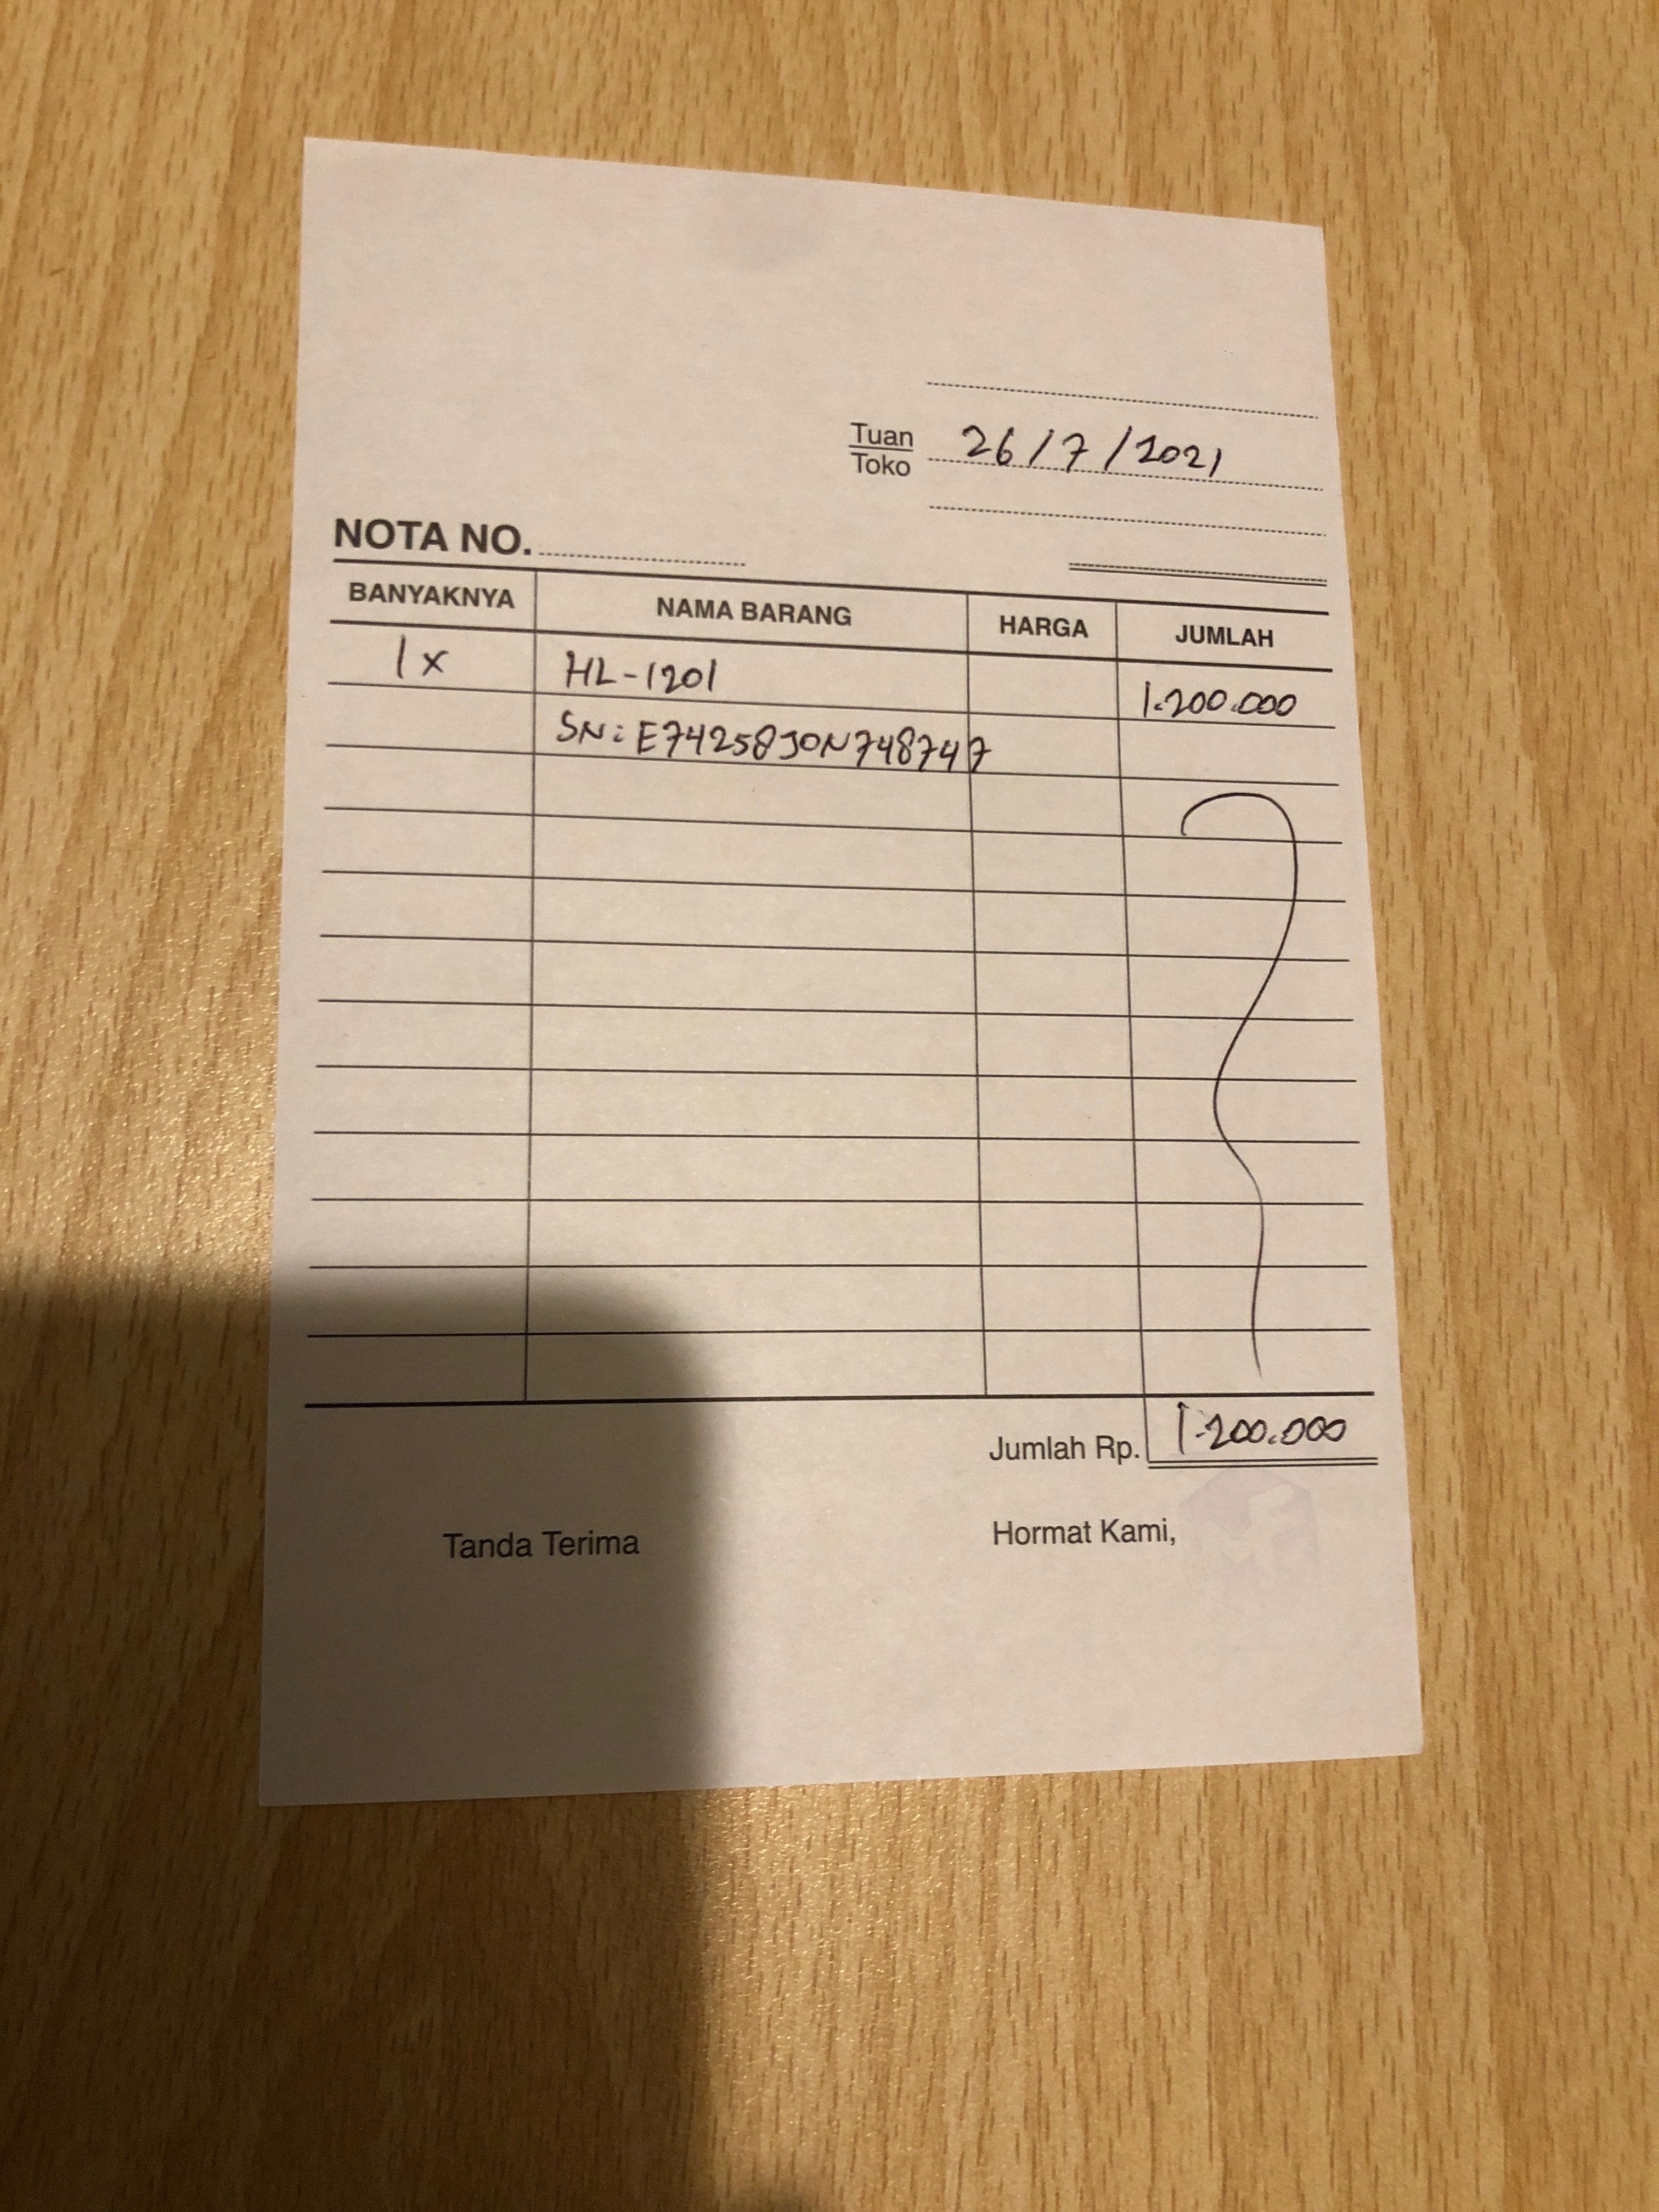 Tuan
Toko
26/7/2021
NOTA NO.
BANYAKNYA NAMA BARANG HARGA JUMLAH
1x HL-1201 1.200.000
SN: E74258J0N748747
Jumlah Rp. 1.200.000
Tanda Terima Hormat Kami,